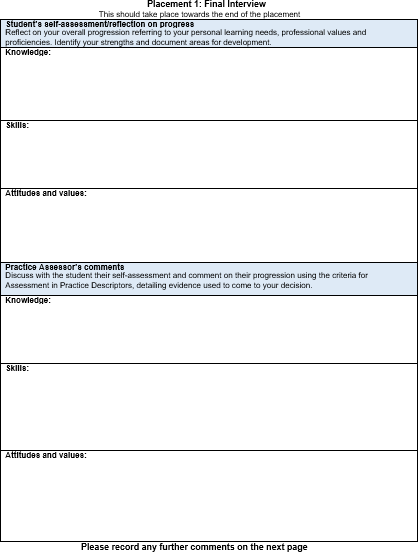 Placement 1: Final Interview
This should take place towards the end of the placement
Student's self-assessment/reflection on progress
Reflect on your overall progression referring to your personal learning needs, professional values and
proficiencies. Identify your strengths and document areas for development.
Knowledge:
Skills:
Attitudes and values:
Practice Assessor's comments
Discuss with the student their self-assessment and comment on their progression using the criteria for
Assessment in Practice Descriptors, detailing evidence used to come to your decision.
Knowledge:
Skills:
Attitudes and values:
Please record any further comments on the next page